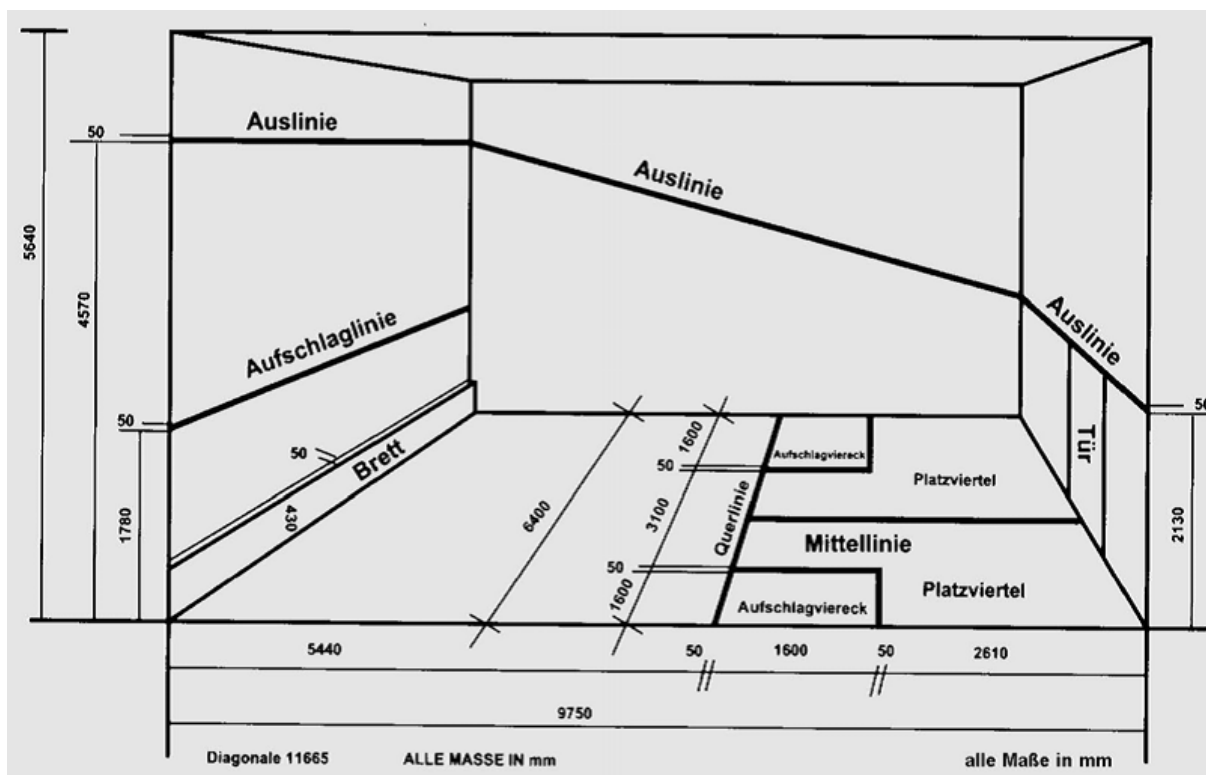 50
Auslinie
Auslinie
5640
4570
Auslinie
Aufschlaglinie
50
50
50
Brett
430
1780
6400
1600
50
3100
50
1600
Querlinie
Aufschlagviereck
Platzviertel
Tür
2130
Mittellinie
Aufschlagviereck
Platzviertel
5440
50
1600
50
2610
9750
Diagonale 11665
ALLE MASSE IN mm
alle Maße in mm